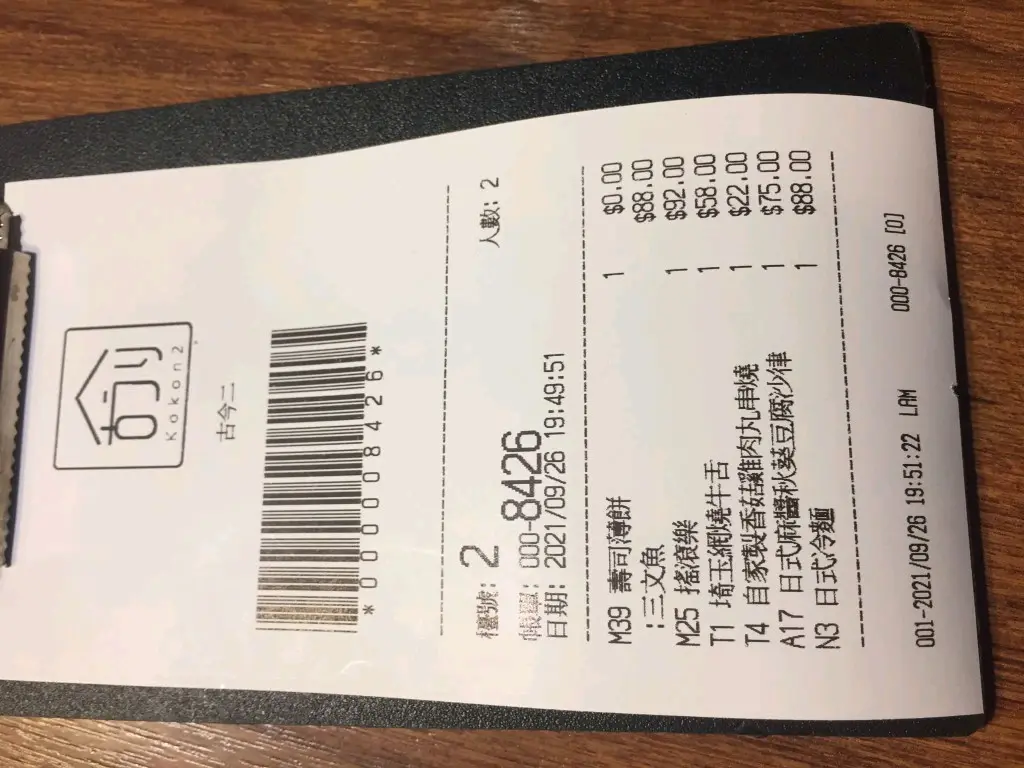 Kokon2
古今二
*000008426*
檯號: 2 人數: 2
帳單: 000-8426
日期: 2021/09/26 19:49:51
M39 壽司薄餅 1 $0.00
:三文魚 $88.00
M25 搖滾樂 1 $92.00
T1 埼玉網燒牛舌 1 $58.00
T4 自家製香菇雞肉丸串燒 1 $22.00
A17 日式麻醬秋葵豆腐沙律 1 $75.00
N3 日式冷麵 1 $88.00
001-2021/09/26 19:51:22 LAM 000-8426 [0]